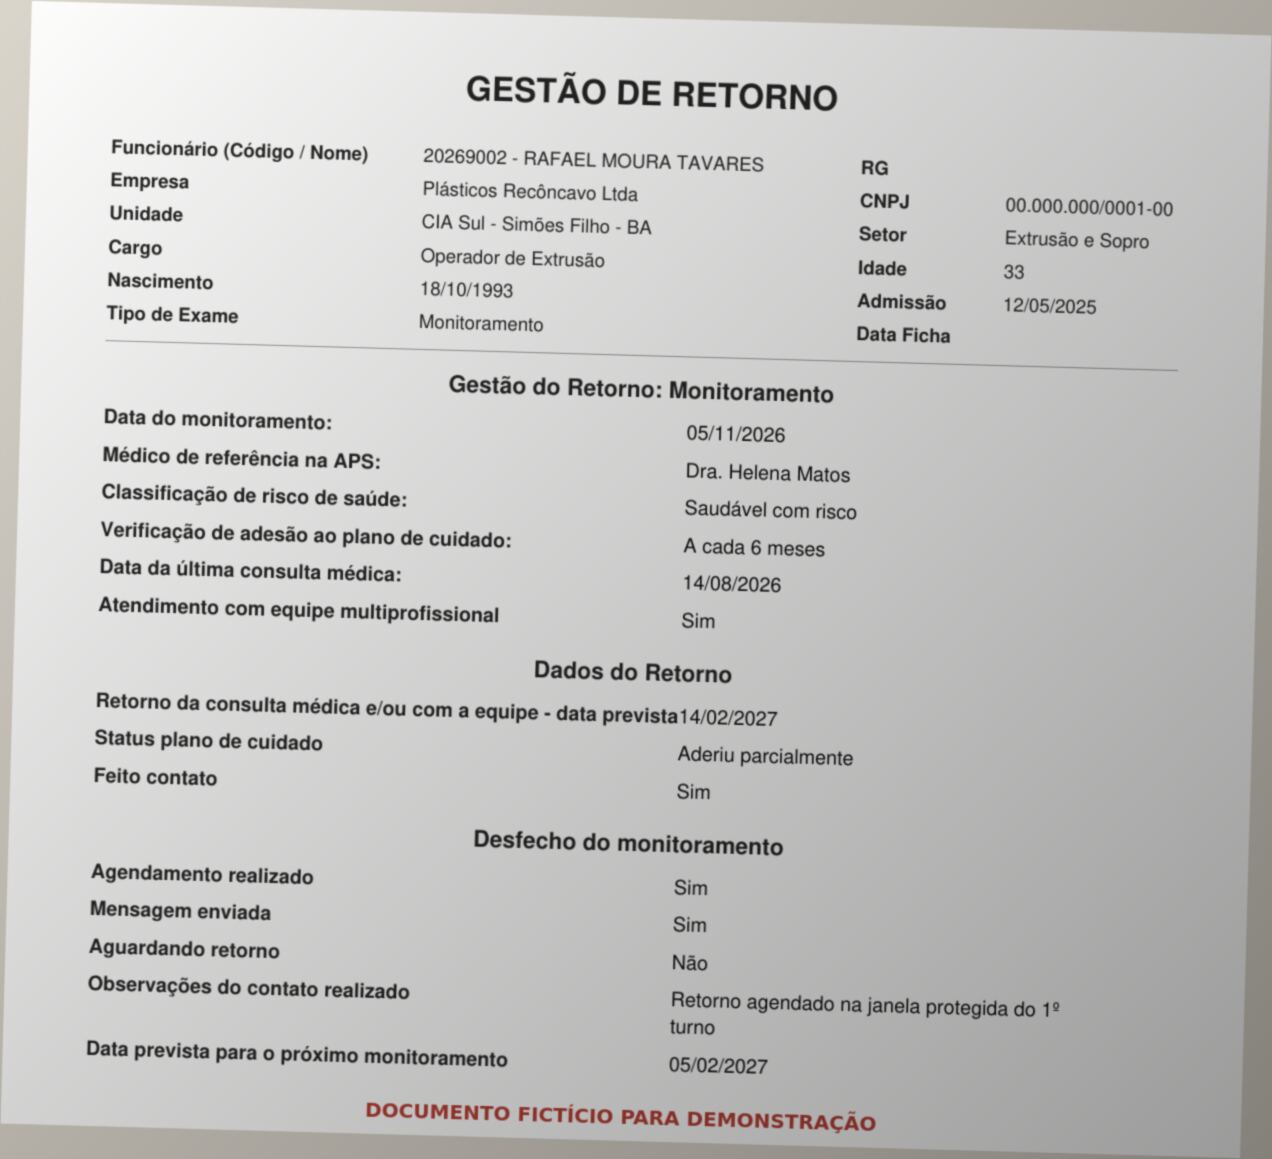 GESTÃO DE RETORNO
Funcionário (Código / Nome) 20269002 - RAFAEL MOURA TAVARES RG
Empresa Plásticos Recôncavo Ltda CNPJ 00.000.000/0001-00
Unidade CIA Sul - Simões Filho - BA Setor Extrusão e Sopro
Cargo Operador de Extrusão Idade 33
Nascimento 18/10/1993 Admissão 12/05/2025
Tipo de Exame Monitoramento Data Ficha
Gestão do Retorno: Monitoramento
Data do monitoramento: 05/11/2026
Médico de referência na APS: Dra. Helena Matos
Classificação de risco de saúde: Saudável com risco
Verificação de adesão ao plano de cuidado: A cada 6 meses
Data da última consulta médica: 14/08/2026
Atendimento com equipe multiprofissional Sim
Dados do Retorno
Retorno da consulta médica e/ou com a equipe - data prevista 14/02/2027
Status plano de cuidado Aderiu parcialmente
Feito contato Sim
Desfecho do monitoramento
Agendamento realizado Sim
Mensagem enviada Sim
Aguardando retorno Não
Observações do contato realizado Retorno agendado na janela protegida do 1º
turno
Data prevista para o próximo monitoramento 05/02/2027
DOCUMENTO FICTÍCIO PARA DEMONSTRAÇÃO